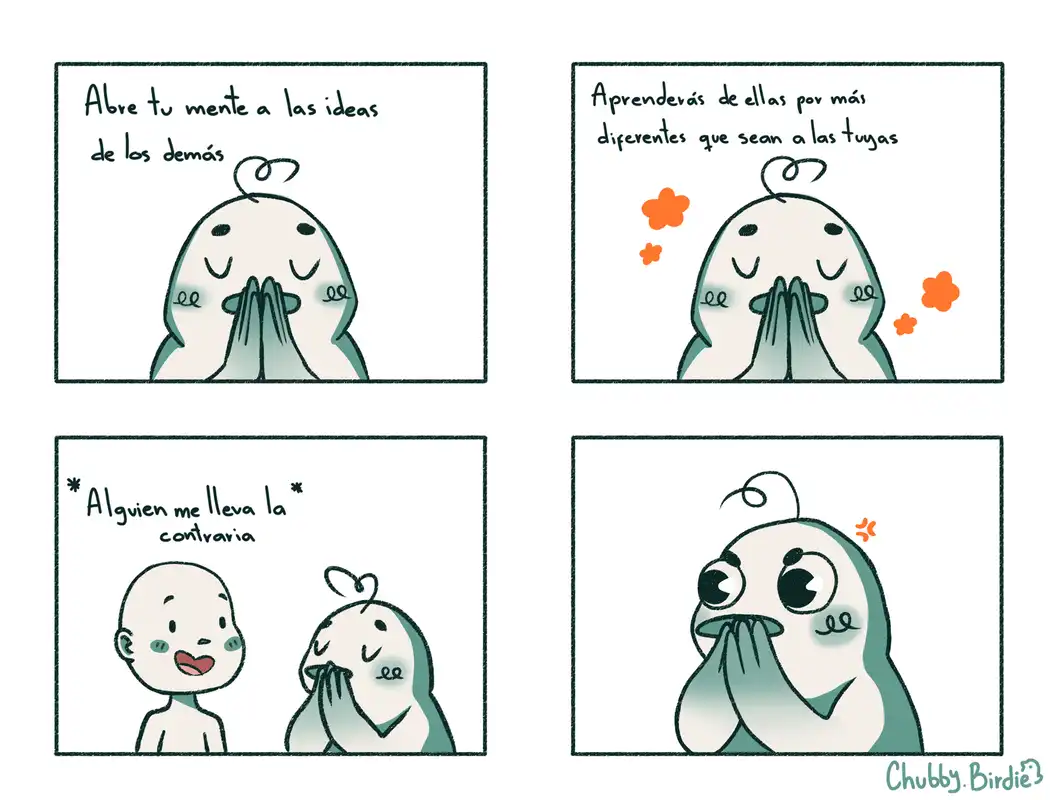 Abre tu mente a las ideas
de los demás
Aprenderás de ellas por más
diferentes que sean a las tuyas
*Alguien me lleva la*
contraria
Chubby.Birdie